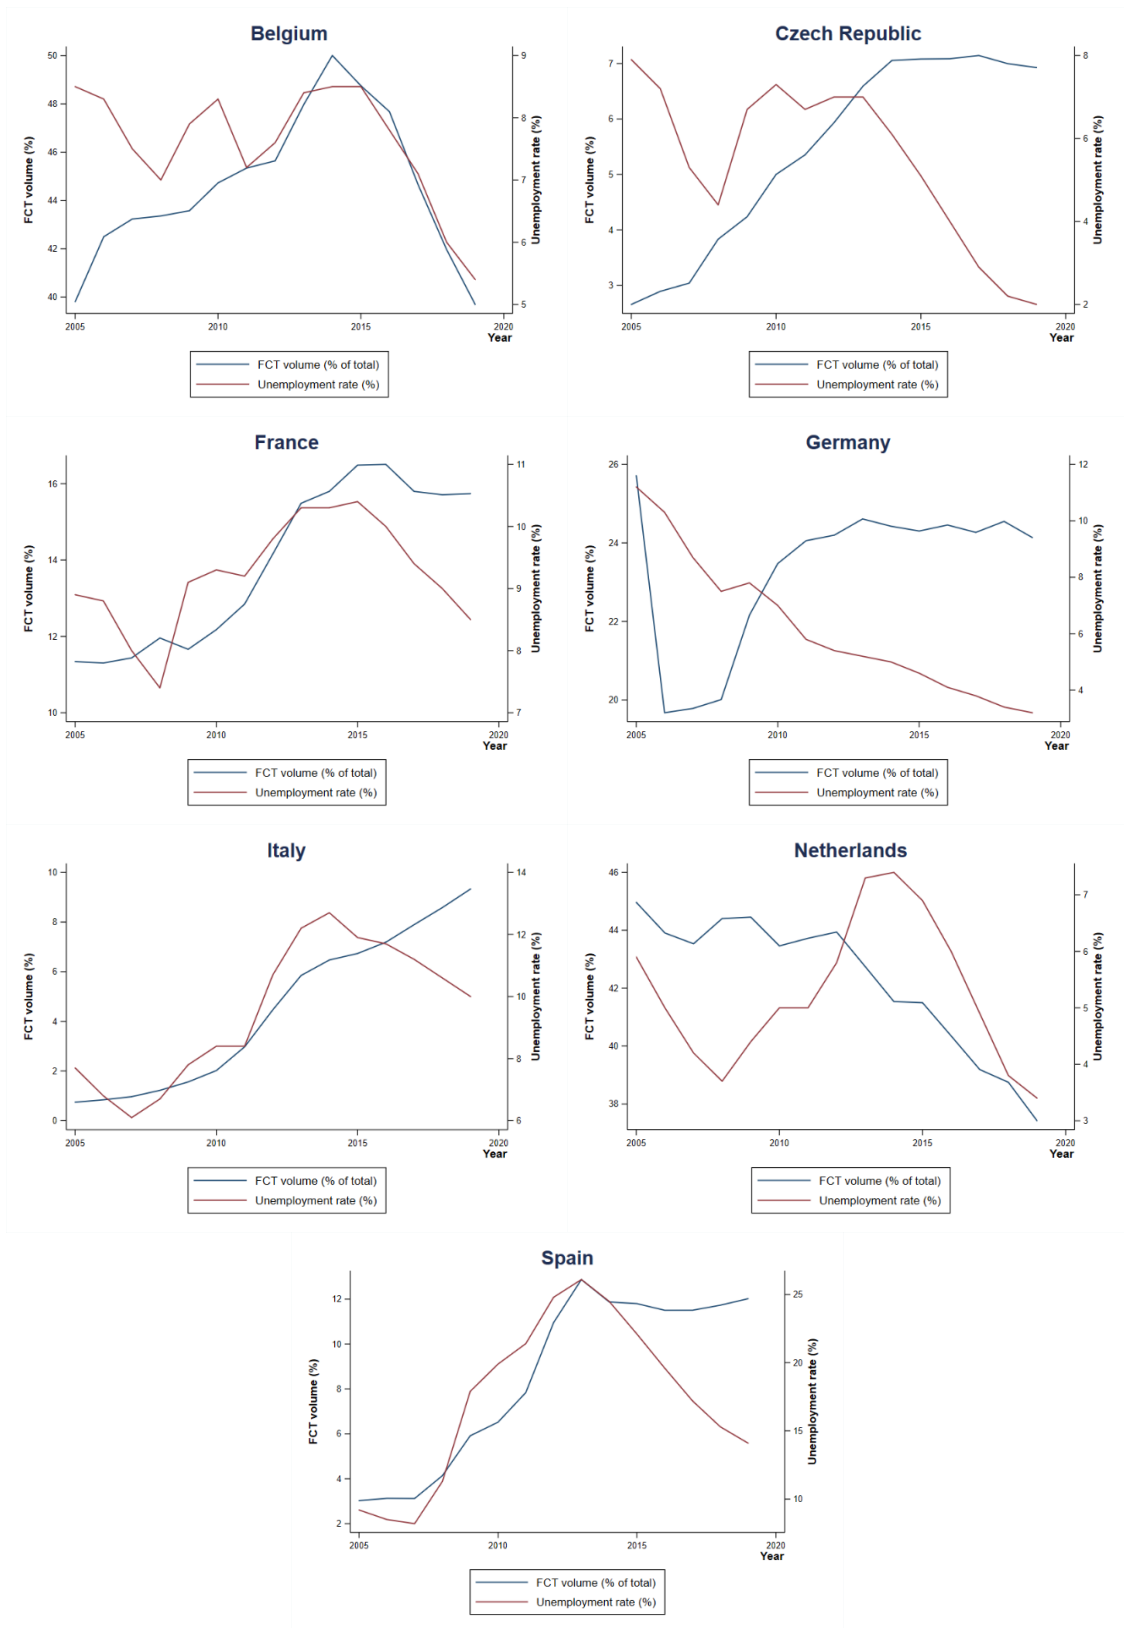 Belgium
50
48
46
44
42
40
FCT volume (%)
9
8
7
6
5
Unemployment rate (%)
2005 2010 2015 2020
Year
FCT volume (% of total)
Unemployment rate (%)
Czech Republic
7
6
5
4
3
FCT volume (%)
8
6
4
2
Unemployment rate (%)
2005 2010 2015 2020
Year
FCT volume (% of total)
Unemployment rate (%)
France
16
14
12
10
FCT volume (%)
11
10
9
8
7
Unemployment rate (%)
2005 2010 2015 2020
Year
FCT volume (% of total)
Unemployment rate (%)
Germany
26
24
22
20
FCT volume (%)
12
10
8
6
4
Unemployment rate (%)
2005 2010 2015 2020
Year
FCT volume (% of total)
Unemployment rate (%)
Italy
10
8
6
4
2
0
FCT volume (%)
14
12
10
8
6
Unemployment rate (%)
2005 2010 2015 2020
Year
FCT volume (% of total)
Unemployment rate (%)
Netherlands
46
44
42
40
38
FCT volume (%)
7
6
5
4
3
Unemployment rate (%)
2005 2010 2015 2020
Year
FCT volume (% of total)
Unemployment rate (%)
Spain
12
10
8
6
4
2
FCT volume (%)
25
20
15
10
Unemployment rate (%)
2005 2010 2015 2020
Year
FCT volume (% of total)
Unemployment rate (%)